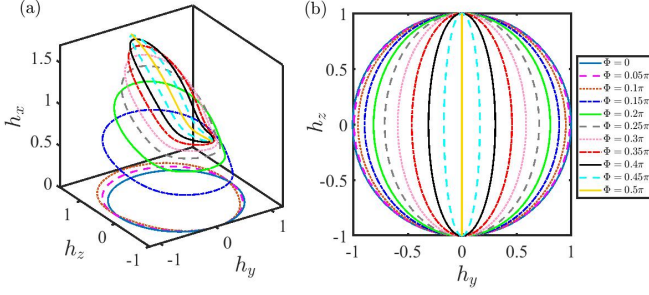 (a)
1.5
1
0.5
0
h_x
1
0
-1
h_z
-1
0
1
h_y
(b)
1
0.5
0
-0.5
-1
h_z
-1
-0.5
0
0.5
1
h_y
Φ = 0
Φ = 0.05π
Φ = 0.1π
Φ = 0.15π
Φ = 0.2π
Φ = 0.25π
Φ = 0.3π
Φ = 0.35π
Φ = 0.4π
Φ = 0.45π
Φ = 0.5π